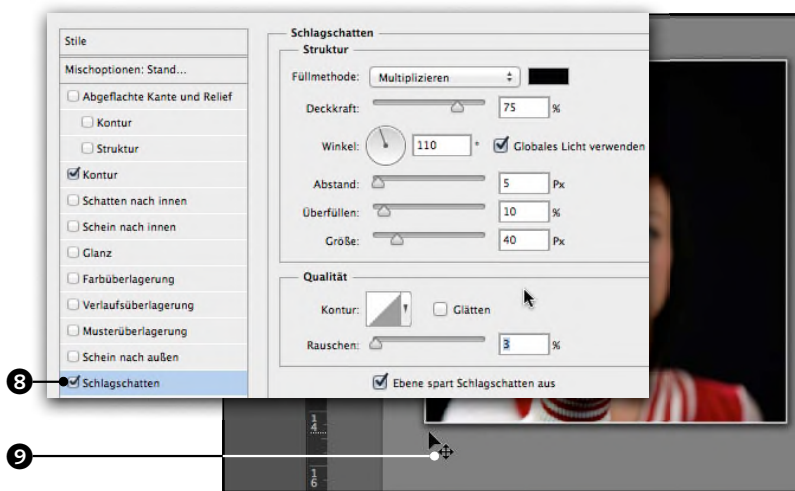 Stile
Mischoptionen: Stand...
Abgeflachte Kante und Relief
Kontur
Struktur
Kontur
Schatten nach innen
Schein nach innen
Glanz
Farbüberlagerung
Verlaufsüberlagerung
Musterüberlagerung
Schein nach außen
Schlagschatten
Schlagschatten
Struktur
Füllmethode: Multiplizieren
Deckkraft: 75 %
Winkel: 110 ° Globales Licht verwenden
Abstand: 5 Px
Überfüllen: 10 %
Größe: 40 Px
Qualität
Kontur: Glätten
Rauschen: 3 %
Ebene spart Schlagschatten aus
8
9
14
16